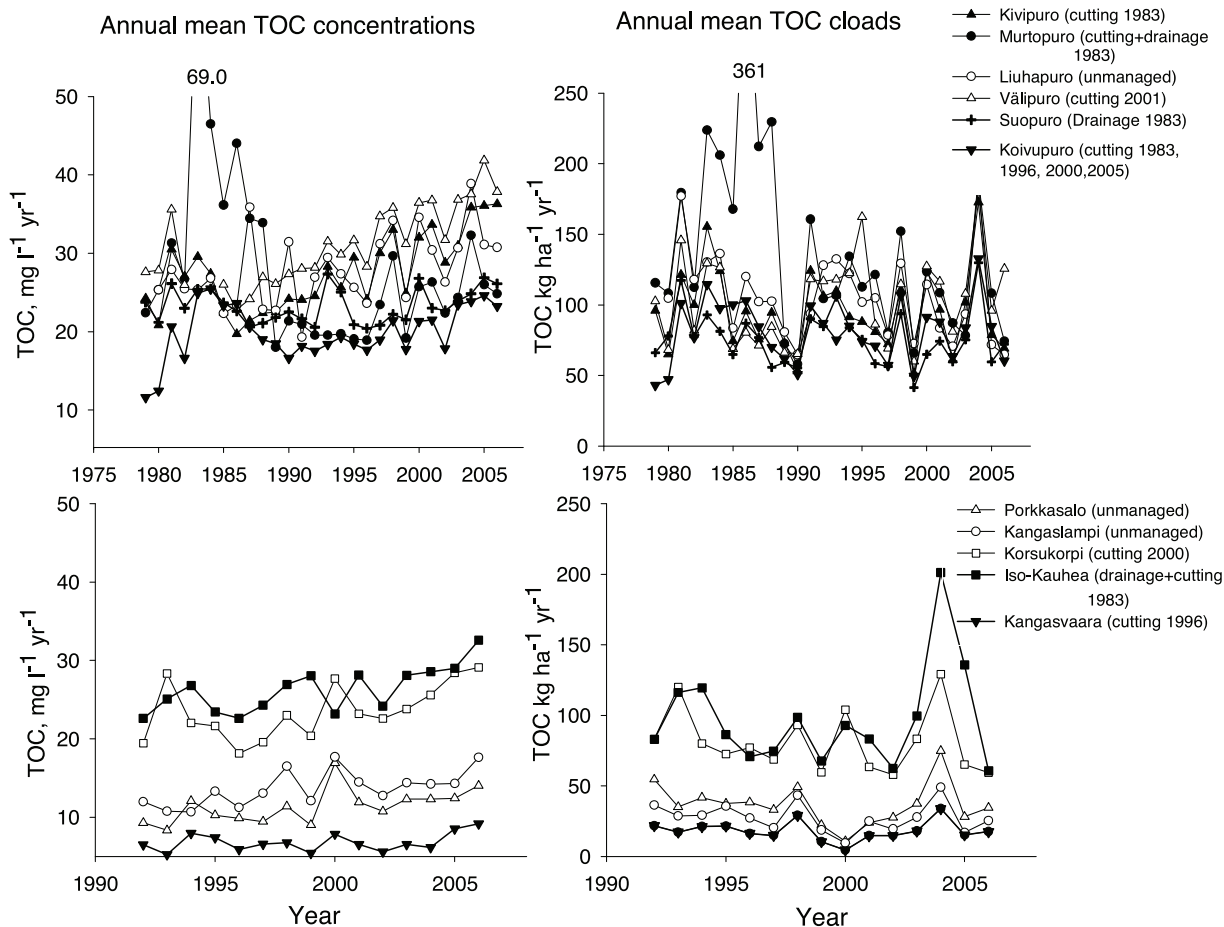 Annual mean TOC concentrations
69.0
TOC, mg l-1 yr-1
50
40
30
20
10
1975 1980 1985 1990 1995 2000 2005
Annual mean TOC cloads
361
TOC kg ha-1 yr-1
250
200
150
100
50
0
1975 1980 1985 1990 1995 2000 2005
Kivipuro (cutting 1983)
Murtopuro (cutting+drainage
1983)
Liuhapuro (unmanaged)
Välipuro (cutting 2001)
Suopuro (Drainage 1983)
Koivupuro (cutting 1983,
1996, 2000,2005)
TOC, mg l-1 yr-1
50
40
30
20
10
1990 1995 2000 2005
Year
TOC kg ha-1 yr-1
250
200
150
100
50
0
1990 1995 2000 2005
Year
Porkkasalo (unmanaged)
Kangaslampi (unmanaged)
Korsukorpi (cutting 2000)
Iso-Kauhea (drainage+cutting
1983)
Kangasvaara (cutting 1996)